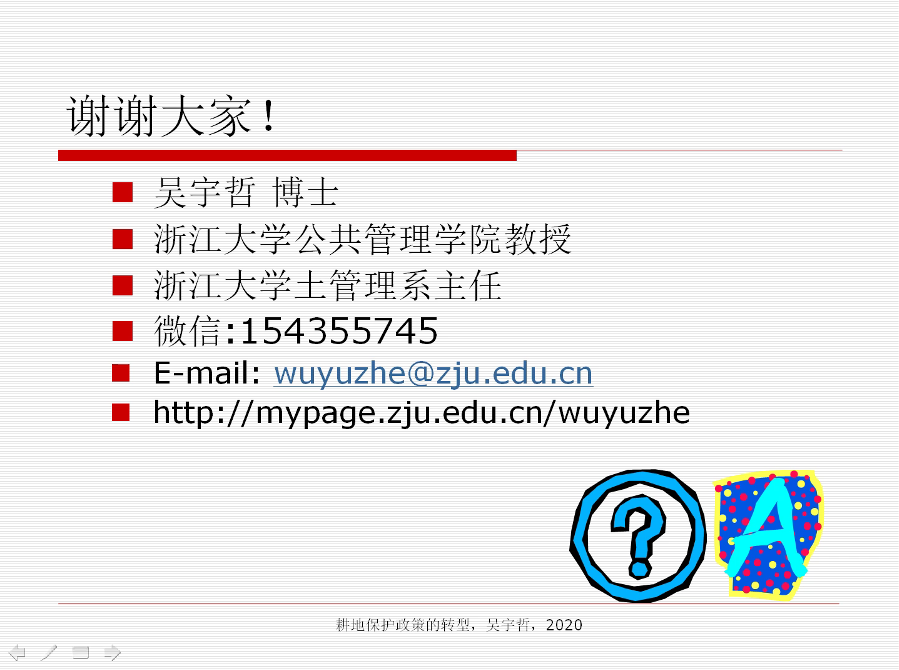 谢谢大家！
吴宇哲 博士
浙江大学公共管理学院教授
浙江大学土管理系主任
微信:154355745
E-mail: wuyuzhe@zju.edu.cn
http://mypage.zju.edu.cn/wuyuzhe
? A
耕地保护政策的转型，吴宇哲，2020